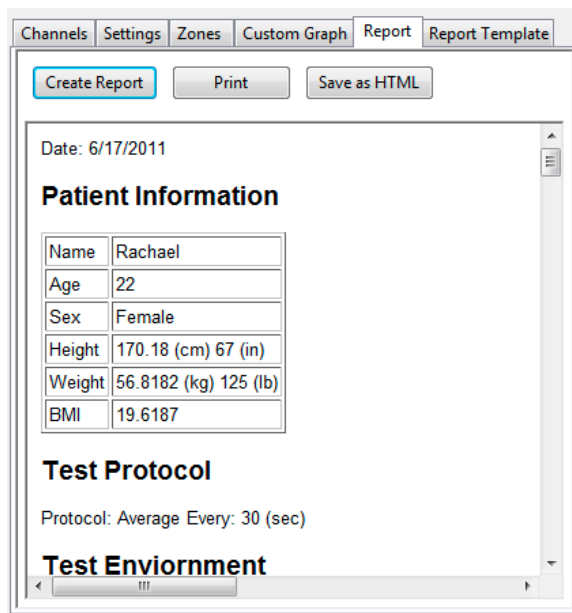 Channels Settings Zones Custom Graph Report Report Template
Create Report Print Save as HTML
Date: 6/17/2011
Patient Information
Name Rachael
Age 22
Sex Female
Height 170.18 (cm) 67 (in)
Weight 56.8182 (kg) 125 (lb)
BMI 19.6187
Test Protocol
Protocol: Average Every: 30 (sec)
Test Enviornment